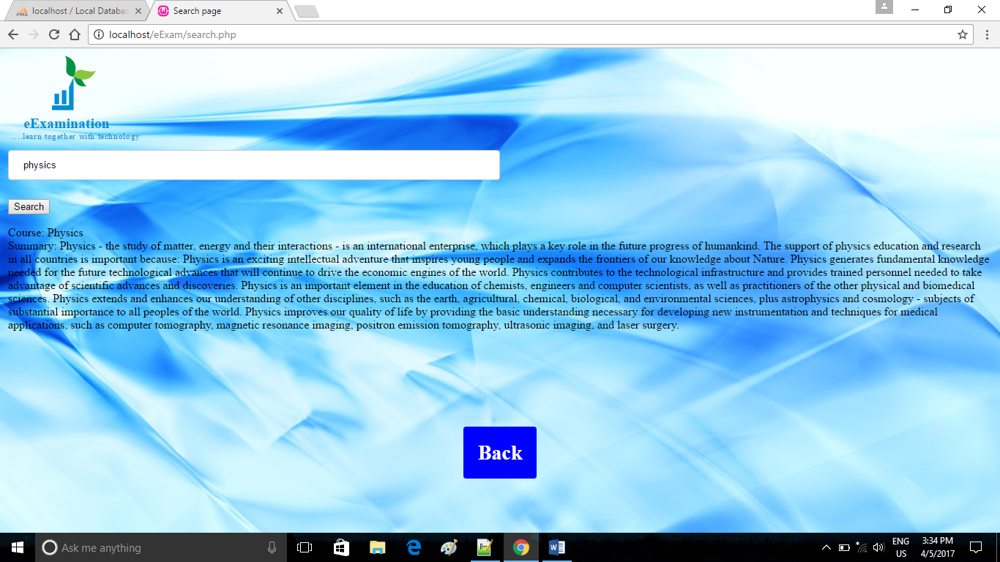 localhost / Local Databas
Search page
localhost/eExam/search.php
eExamination
....learn together with technology
physics
Search
Course: Physics
Summary: Physics - the study of matter, energy and their interactions - is an international enterprise, which plays a key role in the future progress of humankind. The support of physics education and research
in all countries is important because: Physics is an exciting intellectual adventure that inspires young people and expands the frontiers of our knowledge about Nature. Physics generates fundamental knowledge
needed for the future technological advances that will continue to drive the economic engines of the world. Physics contributes to the technological infrastructure and provides trained personnel needed to take
advantage of scientific advances and discoveries. Physics is an important element in the education of chemists, engineers and computer scientists, as well as practitioners of the other physical and biomedical
sciences. Physics extends and enhances our understanding of other disciplines, such as the earth, agricultural, chemical, biological, and environmental sciences, plus astrophysics and cosmology - subjects of
substantial importance to all peoples of the world. Physics improves our quality of life by providing the basic understanding necessary for developing new instrumentation and techniques for medical
applications, such as computer tomography, magnetic resonance imaging, positron emission tomography, ultrasonic imaging, and laser surgery.
Back
Ask me anything
ENG
US
3:34 PM
4/5/2017